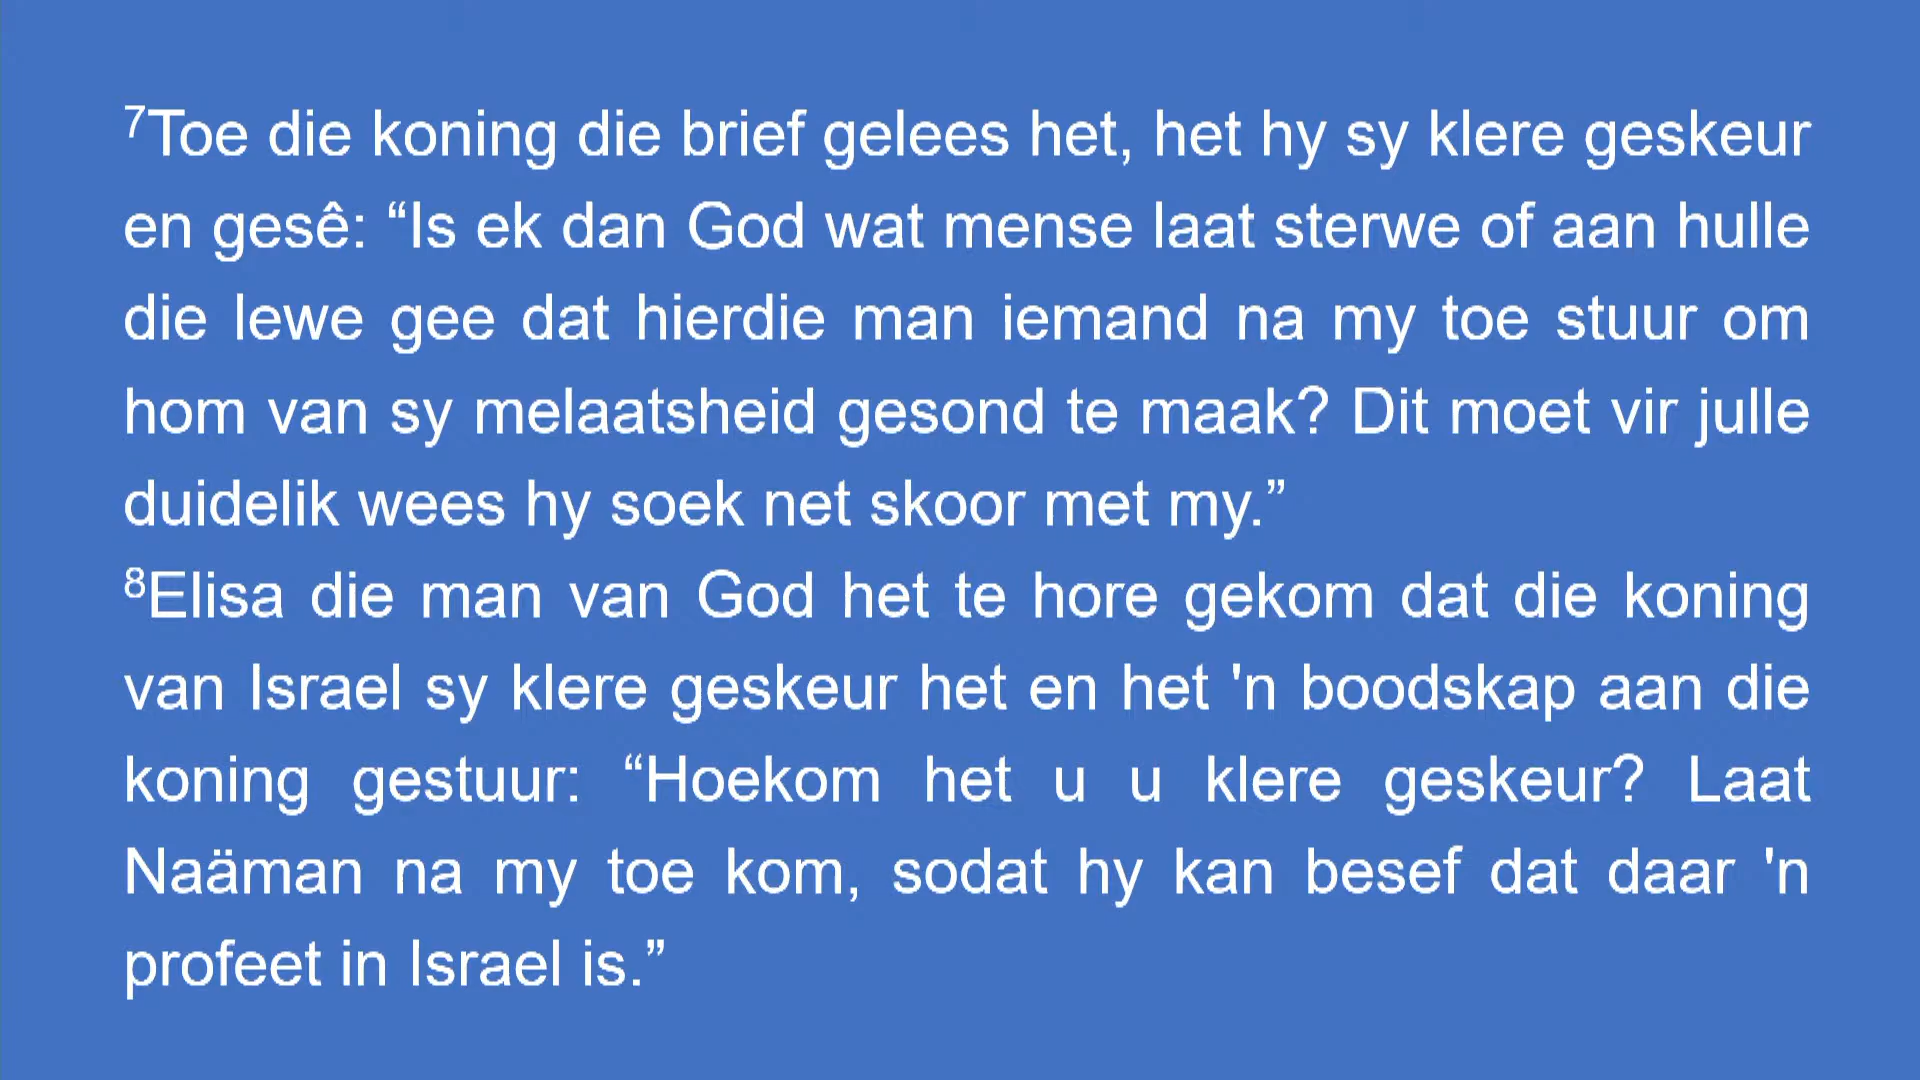 ⁷Toe die koning die brief gelees het, het hy sy klere geskeur
en gesê: “Is ek dan God wat mense laat sterwe of aan hulle
die lewe gee dat hierdie man iemand na my toe stuur om
hom van sy melaatsheid gesond te maak? Dit moet vir julle
duidelik wees hy soek net skoor met my.”
⁸Elisa die man van God het te hore gekom dat die koning
van Israel sy klere geskeur het en het 'n boodskap aan die
koning gestuur: “Hoekom het u u klere geskeur? Laat
Naäman na my toe kom, sodat hy kan besef dat daar 'n
profeet in Israel is.”